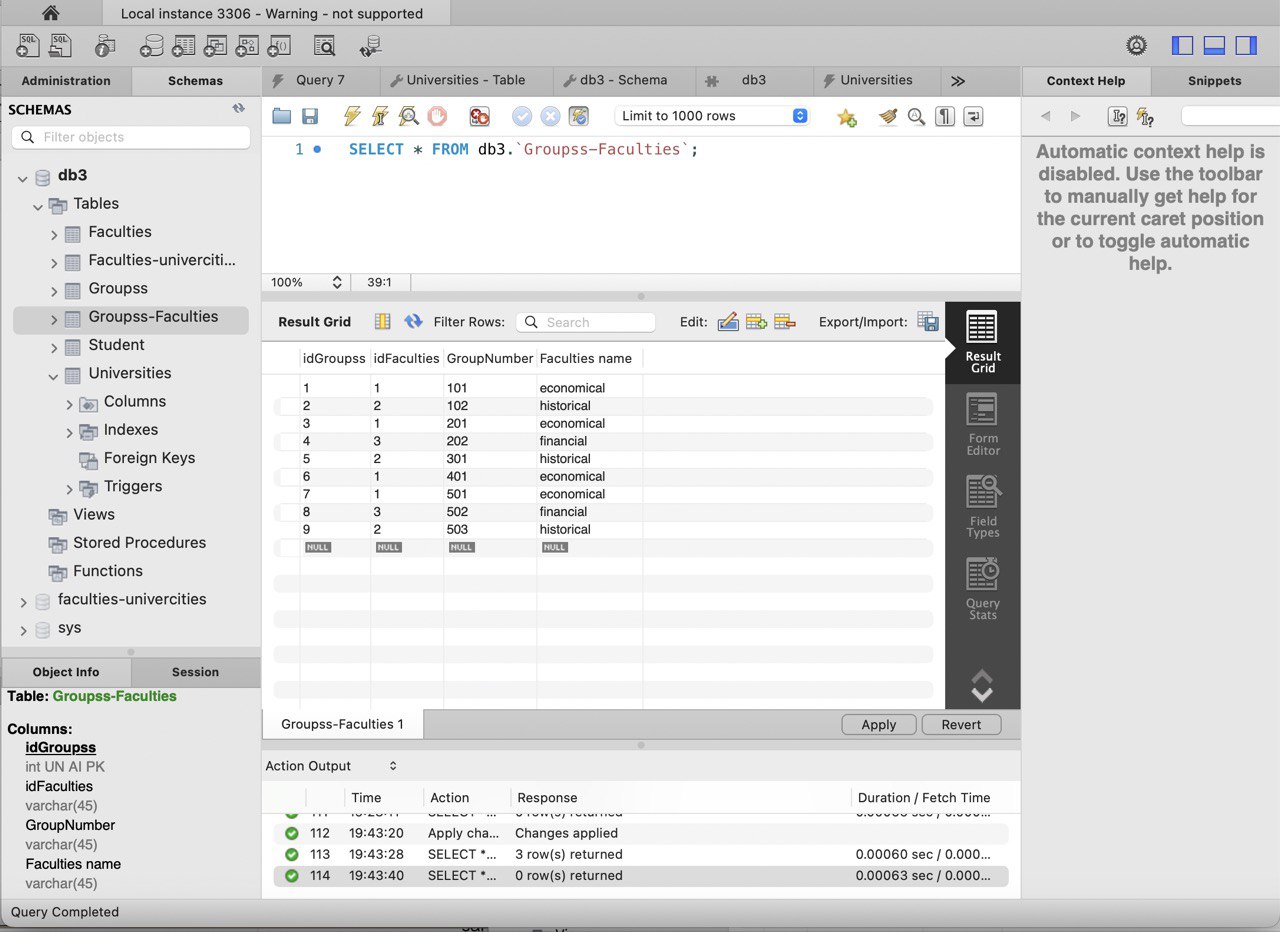 Local instance 3306 - Warning - not supported
Administration
Schemas
Query 7
Universities - Table
db3 - Schema
db3
Universities
Context Help
Snippets
SCHEMAS
Filter objects
db3
Tables
Faculties
Faculties-univerciti...
Groupss
Groupss-Faculties
Student
Universities
Columns
Indexes
Foreign Keys
Triggers
Views
Stored Procedures
Functions
faculties-univercities
sys
Object Info
Session
Table: Groupss-Faculties
Columns:
idGroupss
int UN AI PK
idFaculties
varchar(45)
GroupNumber
varchar(45)
Faculties name
varchar(45)
Query Completed
Limit to 1000 rows
1 SELECT * FROM db3.`Groupss-Faculties`;
100%
39:1
Result Grid
Filter Rows:
Search
Edit:
Export/Import:
idGroupss idFaculties GroupNumber Faculties name
1 1 101 economical
2 2 102 historical
3 1 201 economical
4 3 202 financial
5 2 301 historical
6 1 401 economical
7 1 501 economical
8 3 502 financial
9 2 503 historical
NULL NULL NULL NULL
Result
Grid
Form
Editor
Field
Types
Query
Stats
Groupss-Faculties 1
Apply
Revert
Action Output
Time Action Response Duration / Fetch Time
112 19:43:20 Apply cha... Changes applied
113 19:43:28 SELECT *... 3 row(s) returned 0.00060 sec / 0.000...
114 19:43:40 SELECT *... 0 row(s) returned 0.00063 sec / 0.000...
Automatic context help is
disabled. Use the toolbar
to manually get help for
the current caret position
or to toggle automatic
help.